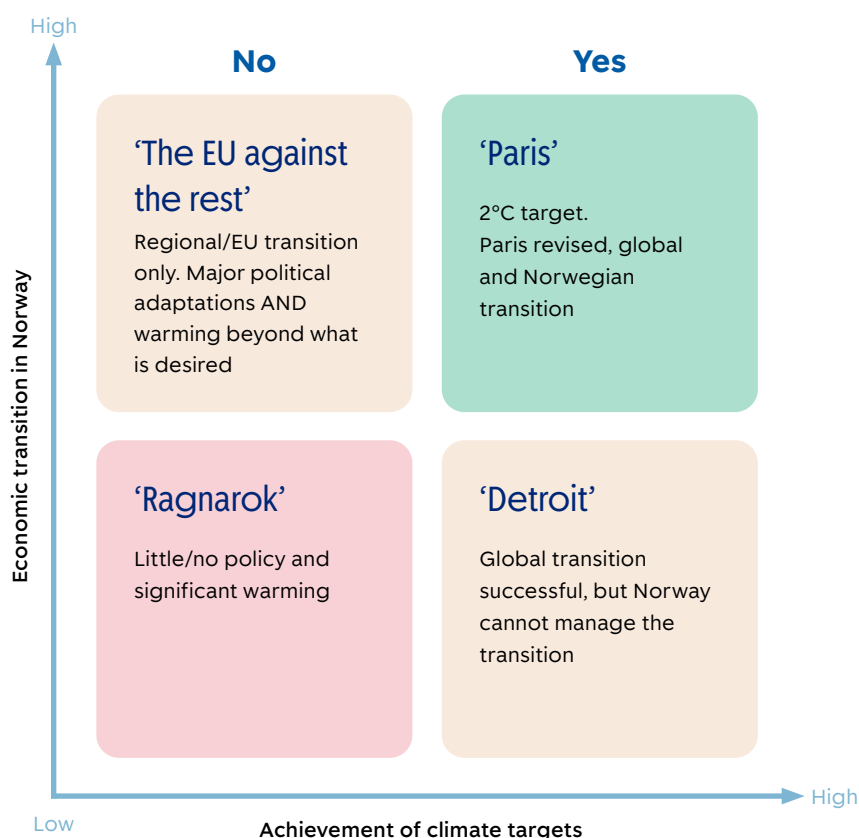 High
No
Yes
‘The EU against
the rest’
Regional/EU transition
only. Major political
adaptations AND
warming beyond what
is desired
‘Paris’
2°C target.
Paris revised, global
and Norwegian
transition
Economic transition in Norway
‘Ragnarok’
Little/no policy and
significant warming
‘Detroit’
Global transition
successful, but Norway
cannot manage the
transition
High
Low
Achievement of climate targets